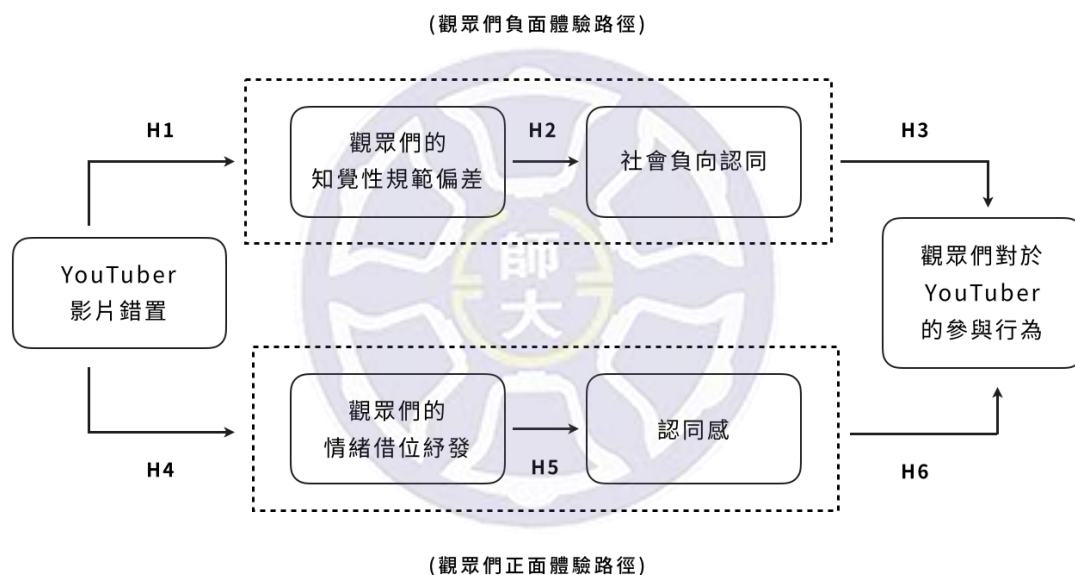 (觀眾們負面體驗路徑)
H1
觀眾們的
知覺性規範偏差
H2
社會負向認同
H3
YouTuber
影片錯置
師大
觀眾們對於
YouTuber
的參與行為
H4
觀眾們的
情緒借位紓發
H5
認同感
H6
(觀眾們正面體驗路徑)